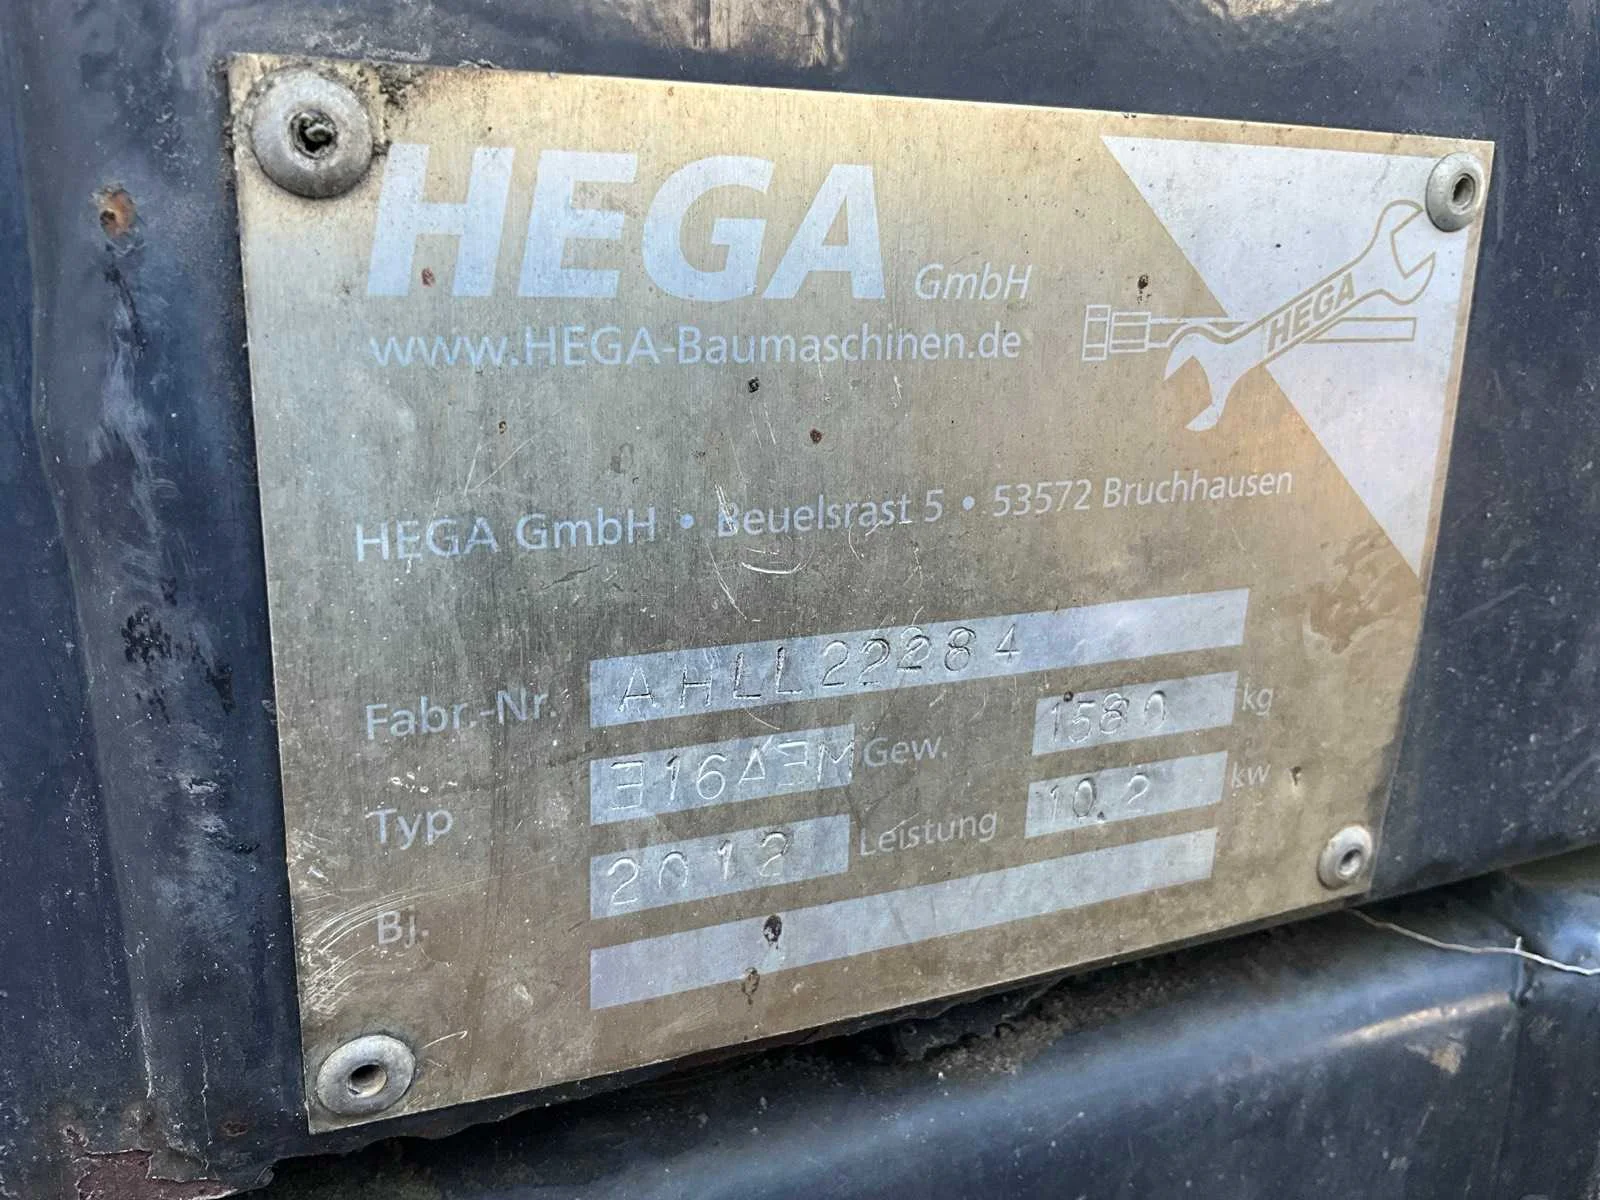 HEGA GmbH
www.HEGA-Baumaschinen.de
HEGA
HEGA GmbH • Beuelsrast 5 • 53572 Bruchhausen
Fabr.-Nr. AHLL22284
Typ E16AEM Gew. 1580 kg
Bj. 2012 Leistung 10.2 kw